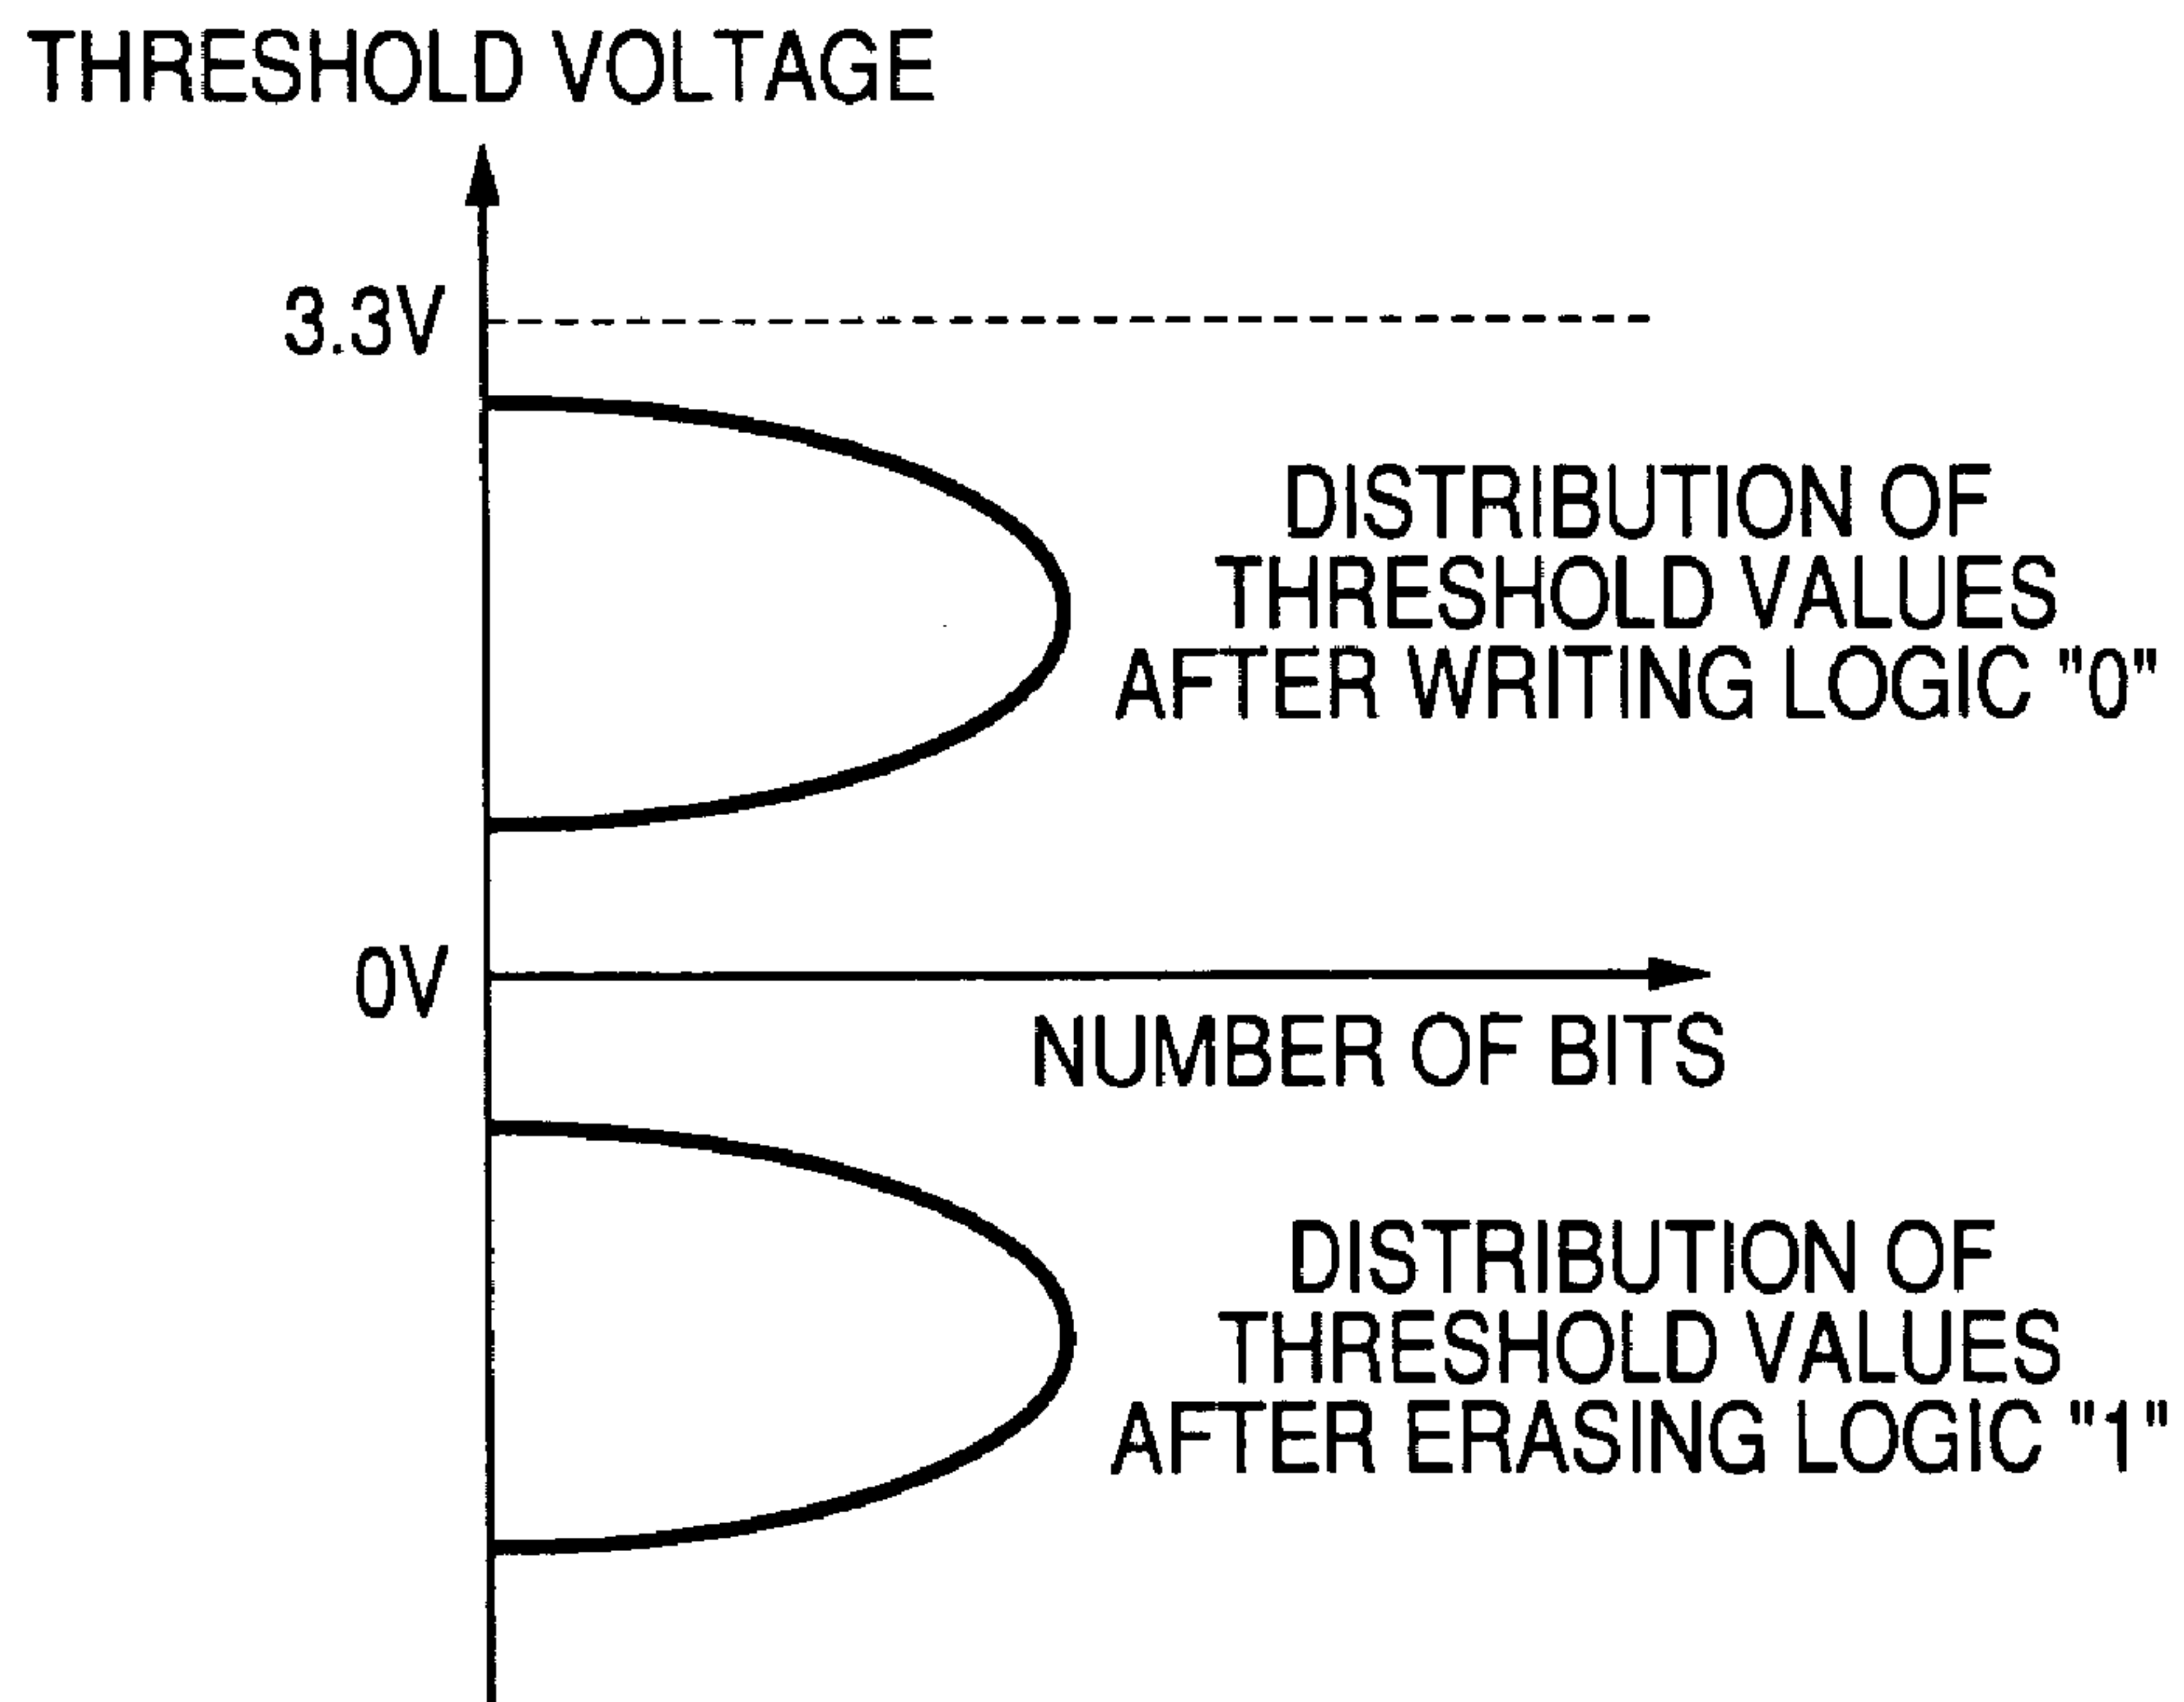 THRESHOLD VOLTAGE
3.3V
DISTRIBUTION OF
THRESHOLD VALUES
AFTER WRITING LOGIC "0"
0V
NUMBER OF BITS
DISTRIBUTION OF
THRESHOLD VALUES
AFTER ERASING LOGIC "1"